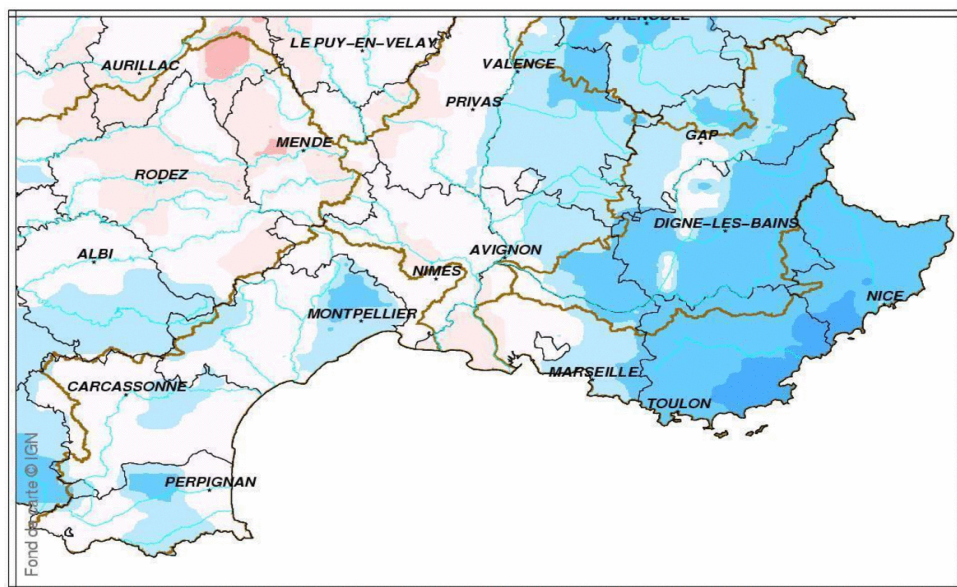 GRENOBLE
LE PUY-EN-VELAY
AURILLAC
VALENCE
PRIVAS
GAP
MENDE
RODEZ
DIGNE-LES-BAINS
ALBI
AVIGNON
NIMES
NICE
MONTPELLIER
MARSEILLE
CARCASSONNE
TOULON
PERPIGNAN
Fond de carte © IGN